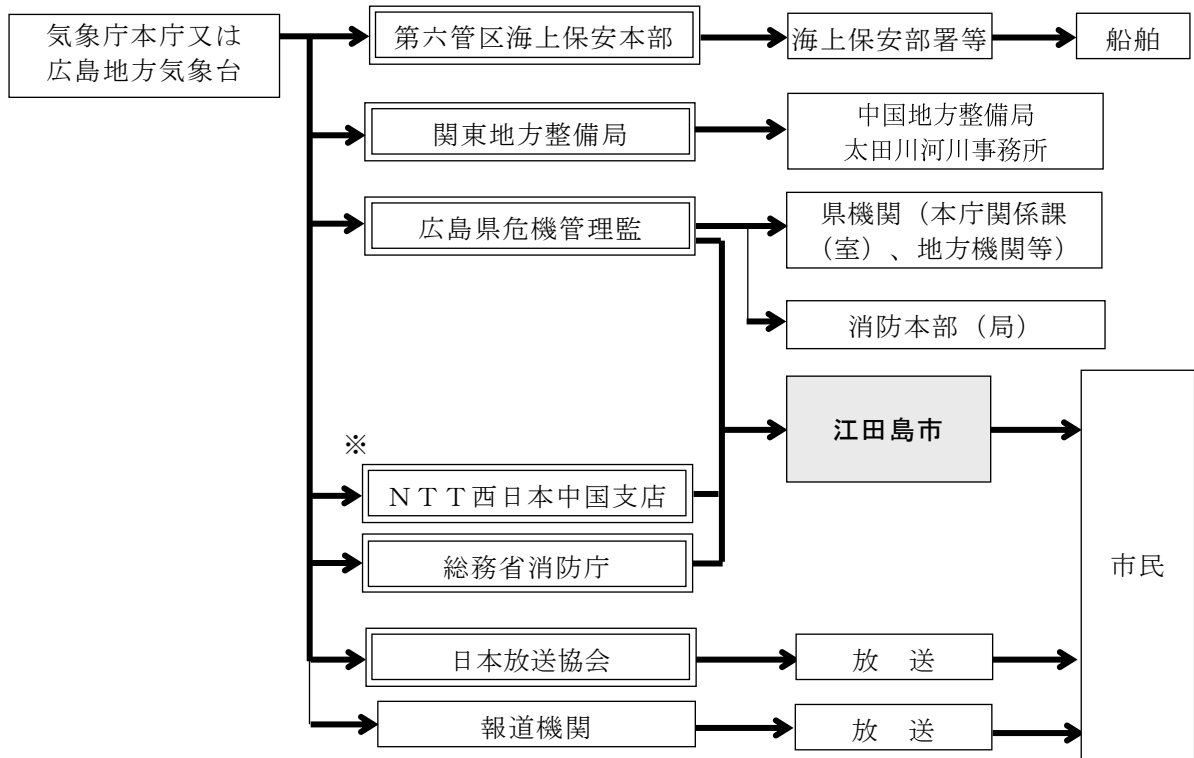 気象庁本庁又は
広島地方気象台
第六管区海上保安本部
海上保安部署等
船舶
関東地方整備局
中国地方整備局
太田川河川事務所
広島県危機管理監
県機関（本庁関係課
（室）、地方機関等）
消防本部（局）
江田島市
※
ＮＴＴ西日本中国支店
総務省消防庁
市民
日本放送協会
放　送
報道機関
放　送